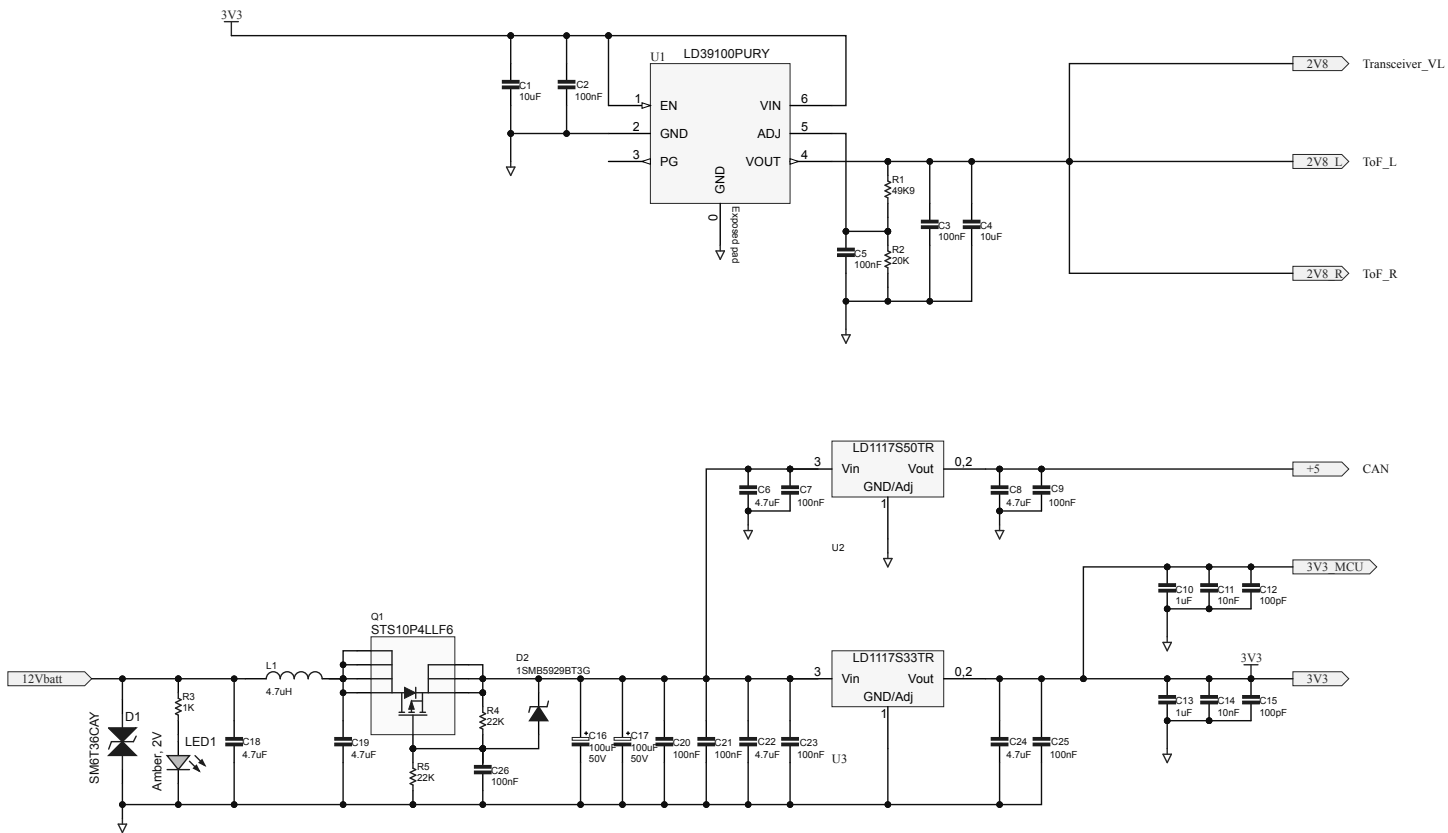 3V3
LD39100PURY
U1
1 EN
VIN 6
2 GND
ADJ 5
3 PG
VOUT 4
GND
0
Exposed pad
C1
10uF
C2
100nF
R1
49K9
R2
20K
C5
100nF
C3
100nF
C4
10uF
2V8 Transceiver_VL
2V8_L ToF_L
2V8_R ToF_R
LD1117S50TR
3 Vin
Vout 0,2
GND/Adj
1
U2
C6
4.7uF
C7
100nF
C8
4.7uF
C9
100nF
+5 CAN
3V3_MCU
C10
1uF
C11
10nF
C12
100pF
12Vbatt
D1
SM6T36CAY
R3
1K
LED1
Amber, 2V
C18
4.7uF
L1
4.7uH
C19
4.7uF
Q1
STS10P4LLF6
R4
22K
R5
22K
C26
100nF
D2
1SMB5929BT3G
C16
100uF
50V
C17
100uF
50V
C20
100nF
C21
100nF
C22
4.7uF
C23
100nF
LD1117S33TR
3 Vin
Vout 0,2
GND/Adj
1
U3
C24
4.7uF
C25
100nF
3V3
C13
1uF
C14
10nF
C15
100pF
3V3